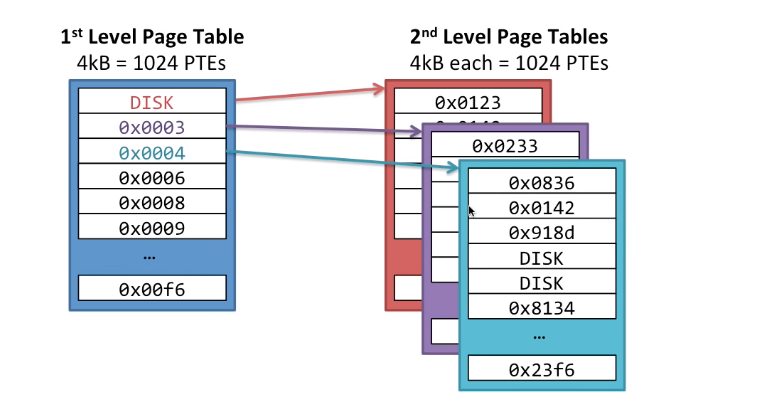 1st Level Page Table
4kB = 1024 PTEs
DISK
0x0003
0x0004
0x0006
0x0008
0x0009
...
0x00f6
2nd Level Page Tables
4kB each = 1024 PTEs
0x0123
0x0233
0x0836
0x0142
0x918d
DISK
DISK
0x8134
...
0x23f6